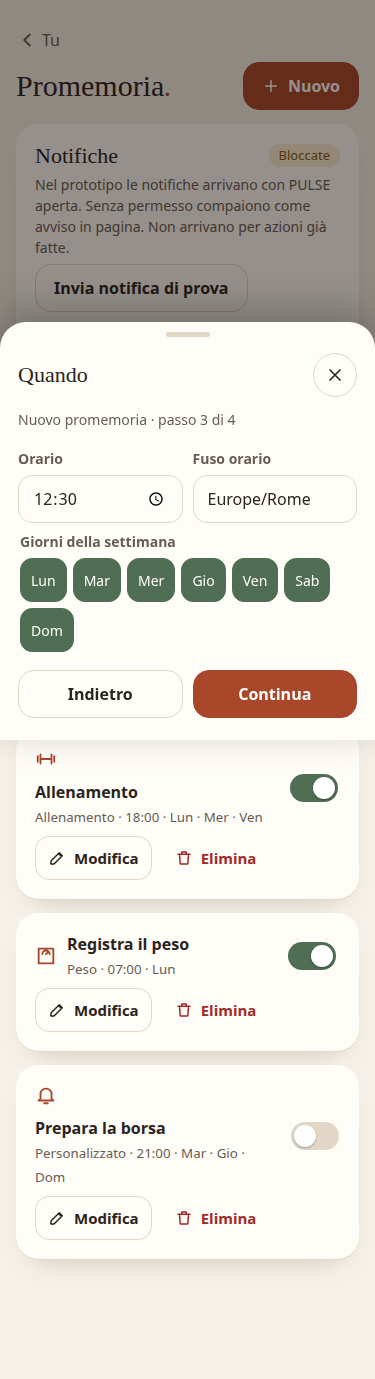 Tu
Promemoria.
Nuovo
Notifiche
Bloccate
Nel prototipo le notifiche arrivano con PULSE
aperta. Senza permesso compaiono come
avviso in pagina. Non arrivano per azioni già
fatte.
Invia notifica di prova
Quando
Nuovo promemoria · passo 3 di 4
Orario
Fuso orario
12:30
Europe/Rome
Giorni della settimana
Lun
Mar
Mer
Gio
Ven
Sab
Dom
Indietro
Continua
Allenamento
Allenamento · 18:00 · Lun · Mer · Ven
Modifica
Elimina
Registra il peso
Peso · 07:00 · Lun
Modifica
Elimina
Prepara la borsa
Personalizzato · 21:00 · Mar · Gio ·
Dom
Modifica
Elimina